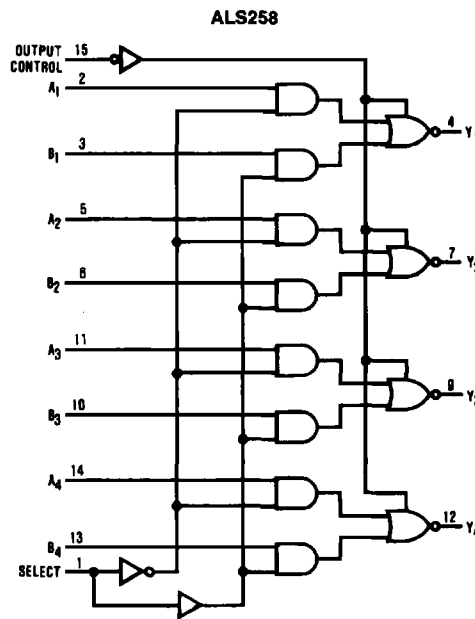 ALS258
OUTPUT CONTROL 15
A1 2
4
B1 3
A2 5
7
B2 6
A3 11
9
B3 10
A4 14
12
B4 13
SELECT 1